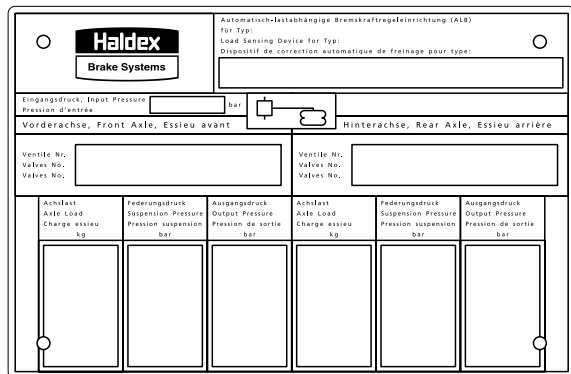 Haldex
Brake Systems
Automatisch-lastabhängige Bremskraftregeleinrichtung (ALB)
für Typ:
Load Sensing Device for Typ:
Dispositif de correction automatique de freinage pour type:
Eingangsdruck, Input Pressure
Pression d'entrée
bar
Vorderachse, Front Axle, Essieu avant
Hinterachse, Rear Axle, Essieu arrière
Ventile Nr.
Valves No.
Valves No.
Ventile Nr.
Valves No.
Valves No.
Achslast
Axle Load
Charge essieu
kg
Federungsdruck
Suspension Pressure
Pression suspension
bar
Ausgangsdruck
Output Pressure
Pression de sortie
bar
Achslast
Axle Load
Charge essieu
kg
Federungsdruck
Suspension Pressure
Pression suspension
bar
Ausgangsdruck
Output Pressure
Pression de sortie
bar